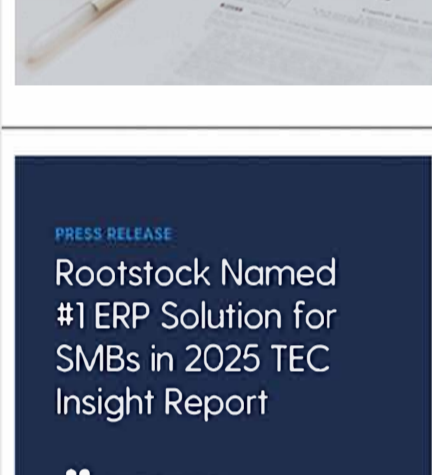 PRESS RELEASE
Rootstock Named
#1 ERP Solution for
SMBs in 2025 TEC
Insight Report